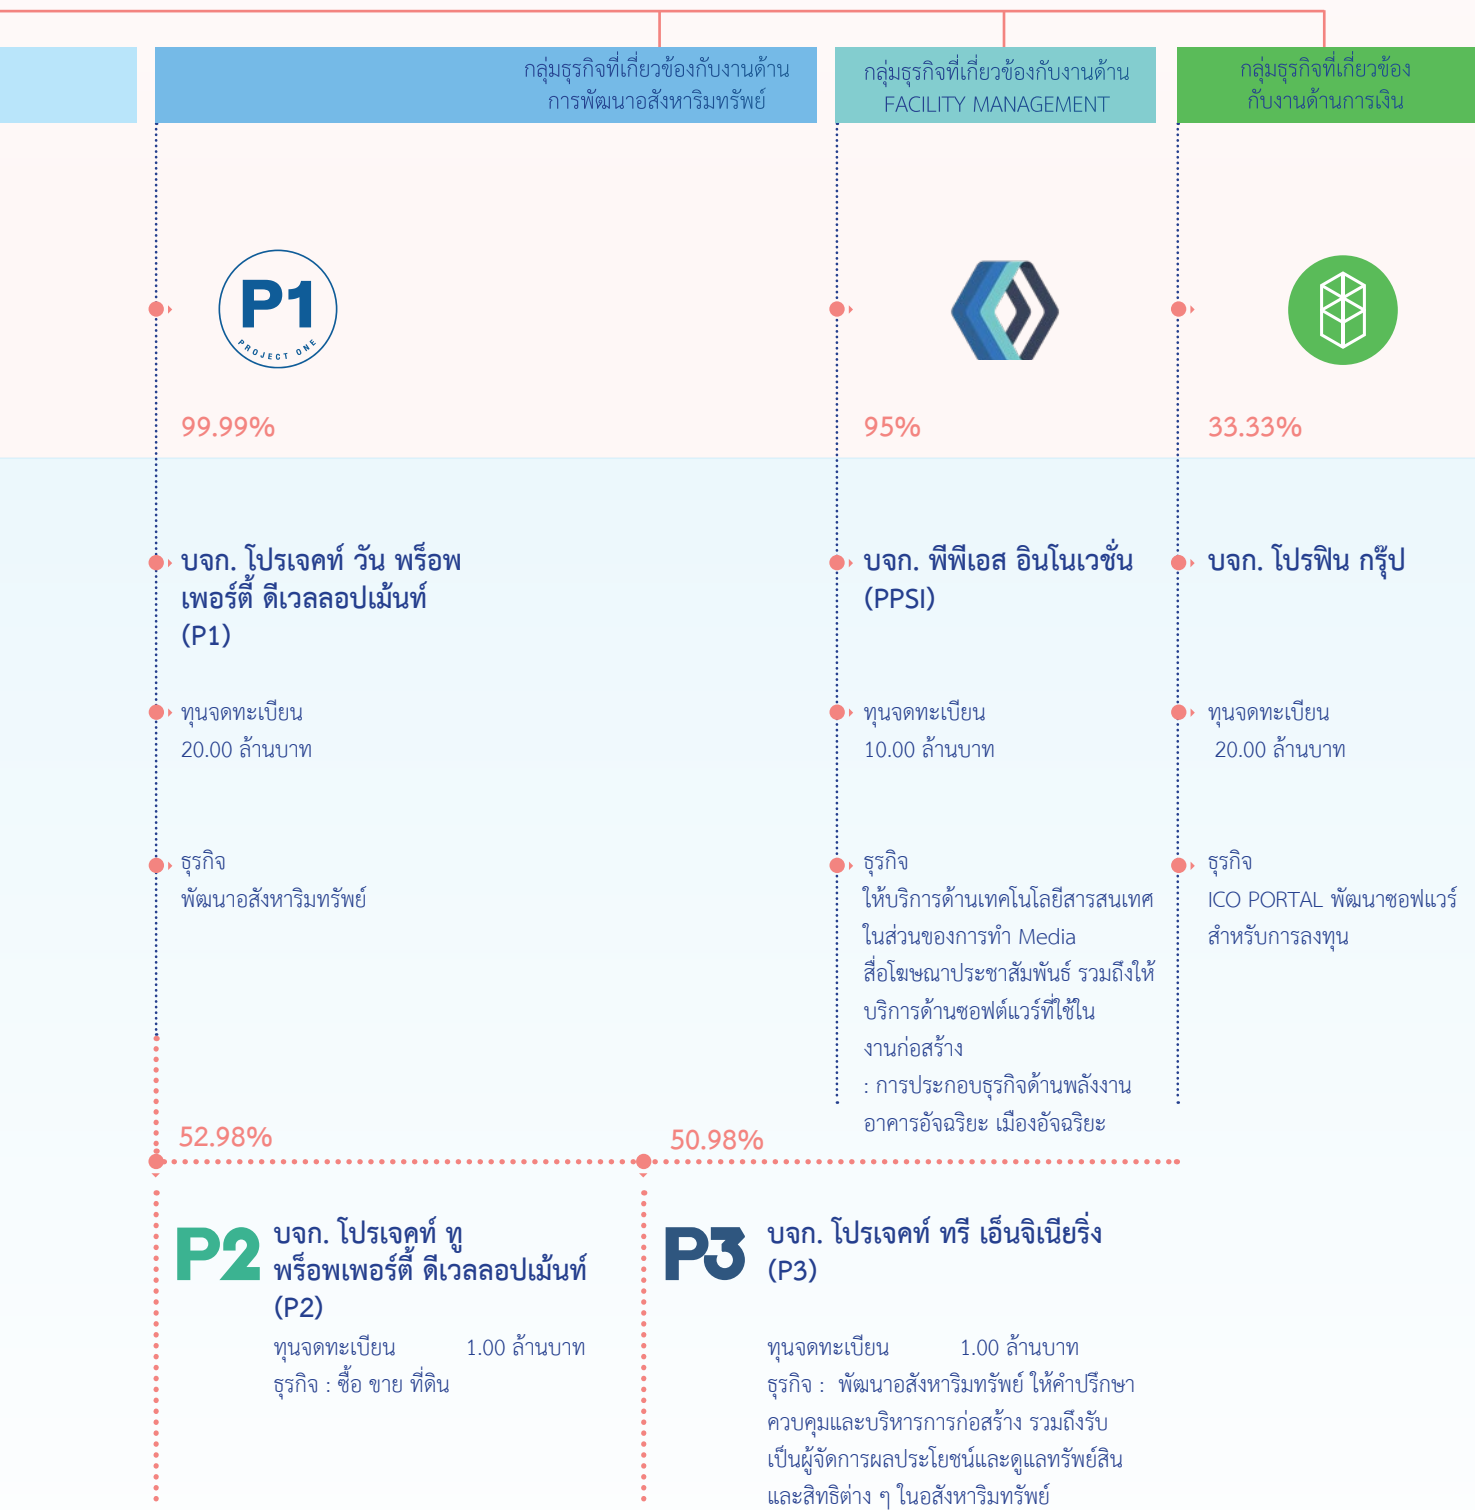 กลุ่มธุรกิจที่เกี่ยวข้องกับงานด้าน
การพัฒนาอสังหาริมทรัพย์
กลุ่มธุรกิจที่เกี่ยวข้องกับงานด้าน
FACILITY MANAGEMENT
กลุ่มธุรกิจที่เกี่ยวข้อง
กับงานด้านการเงิน
P1
PROJECT ONE
99.99%
บจก. โปรเจคท์ วัน พร็อพ
เพอร์ตี้ ดีเวลลอปเม้นท์
(P1)
ทุนจดทะเบียน
20.00 ล้านบาท
ธุรกิจ
พัฒนาอสังหาริมทรัพย์
95%
บจก. พีพีเอส อินโนเวชั่น
(PPSI)
ทุนจดทะเบียน
10.00 ล้านบาท
ธุรกิจ
ให้บริการด้านเทคโนโลยีสารสนเทศ
ในส่วนของการทำ Media
สื่อโฆษณาประชาสัมพันธ์ รวมถึงให้
บริการด้านซอฟต์แวร์ที่ใช้ใน
งานก่อสร้าง
: การประกอบธุรกิจด้านพลังงาน
อาคารอัจฉริยะ เมืองอัจฉริยะ
33.33%
บจก. โปรฟิน กรุ๊ป
ทุนจดทะเบียน
20.00 ล้านบาท
ธุรกิจ
ICO PORTAL พัฒนาซอฟแวร์
สำหรับการลงทุน
52.98%
P2
บจก. โปรเจคท์ ทู
พร็อพเพอร์ตี้ ดีเวลลอปเม้นท์
(P2)
ทุนจดทะเบียน 1.00 ล้านบาท
ธุรกิจ : ซื้อ ขาย ที่ดิน
50.98%
P3
บจก. โปรเจคท์ ทรี เอ็นจิเนียริ่ง
(P3)
ทุนจดทะเบียน 1.00 ล้านบาท
ธุรกิจ : พัฒนาอสังหาริมทรัพย์ ให้คำปรึกษา
ควบคุมและบริหารการก่อสร้าง รวมถึงรับ
เป็นผู้จัดการผลประโยชน์และดูแลทรัพย์สิน
และสิทธิต่าง ๆ ในอสังหาริมทรัพย์